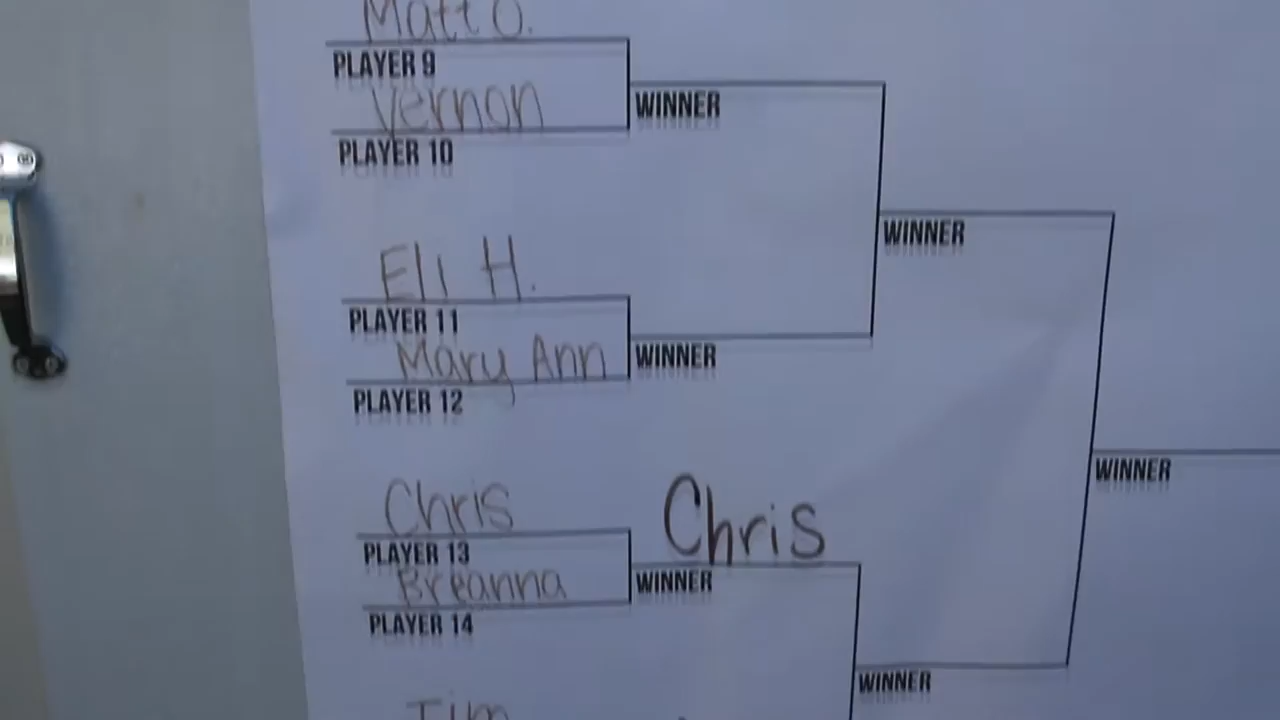 Matt O.
PLAYER 9
Vernon
WINNER
PLAYER 10
WINNER
Eli H.
PLAYER 11
Mary Ann
WINNER
PLAYER 12
WINNER
Chris
Chris
PLAYER 13
Breanna
WINNER
PLAYER 14
WINNER